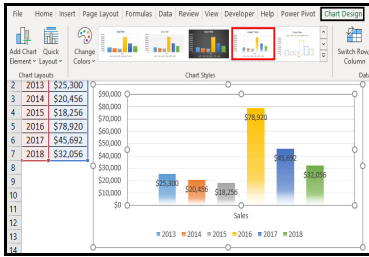 File Home Insert Page Layout Formulas Data Review View Developer Help Power Pivot Chart Design
Add Chart Element Quick Layout Change Colors Switch Row/ Column
Chart Layouts Chart Styles Data
2 2013 $25,300
3 2014 $20,456
4 2015 $18,256
5 2016 $78,920
6 2017 $45,692
7 2018 $32,056
8
9
10
11
12
13
14
$90,000
$80,000
$70,000
$60,000
$50,000
$40,000
$30,000
$20,000
$10,000
$0
$25,300 $20,456 $18,256 $78,920 $45,692 $32,056
Sales
2013 2014 2015 2016 2017 2018